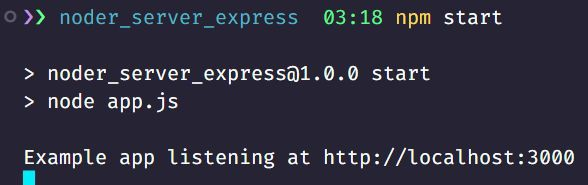 ❯❯ noder_server_express 03:18 npm start
> noder_server_express@1.0.0 start
> node app.js
Example app listening at http://localhost:3000